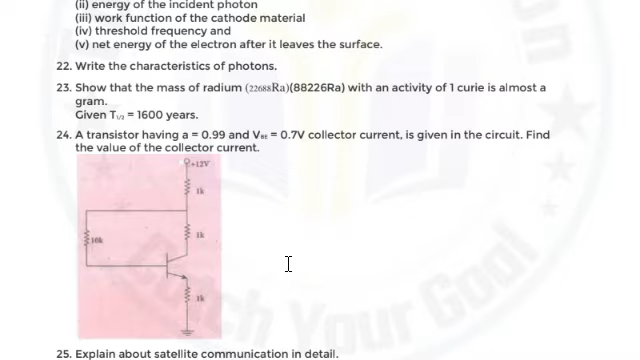 (ii) energy of the incident photon
(iii) work function of the cathode material
(iv) threshold frequency and
(v) net energy of the electron after it leaves the surface.
22. Write the characteristics of photons.
23. Show that the mass of radium (22688Ra)(88226Ra) with an activity of 1 curie is almost a
gram.
Given T1/2 = 1600 years.
24. A transistor having a = 0.99 and VBE = 0.7V collector current, is given in the circuit. Find
the value of the collector current.
+12V
1k
1k
10k
1k
25. Explain about satellite communication in detail.
Your Goal